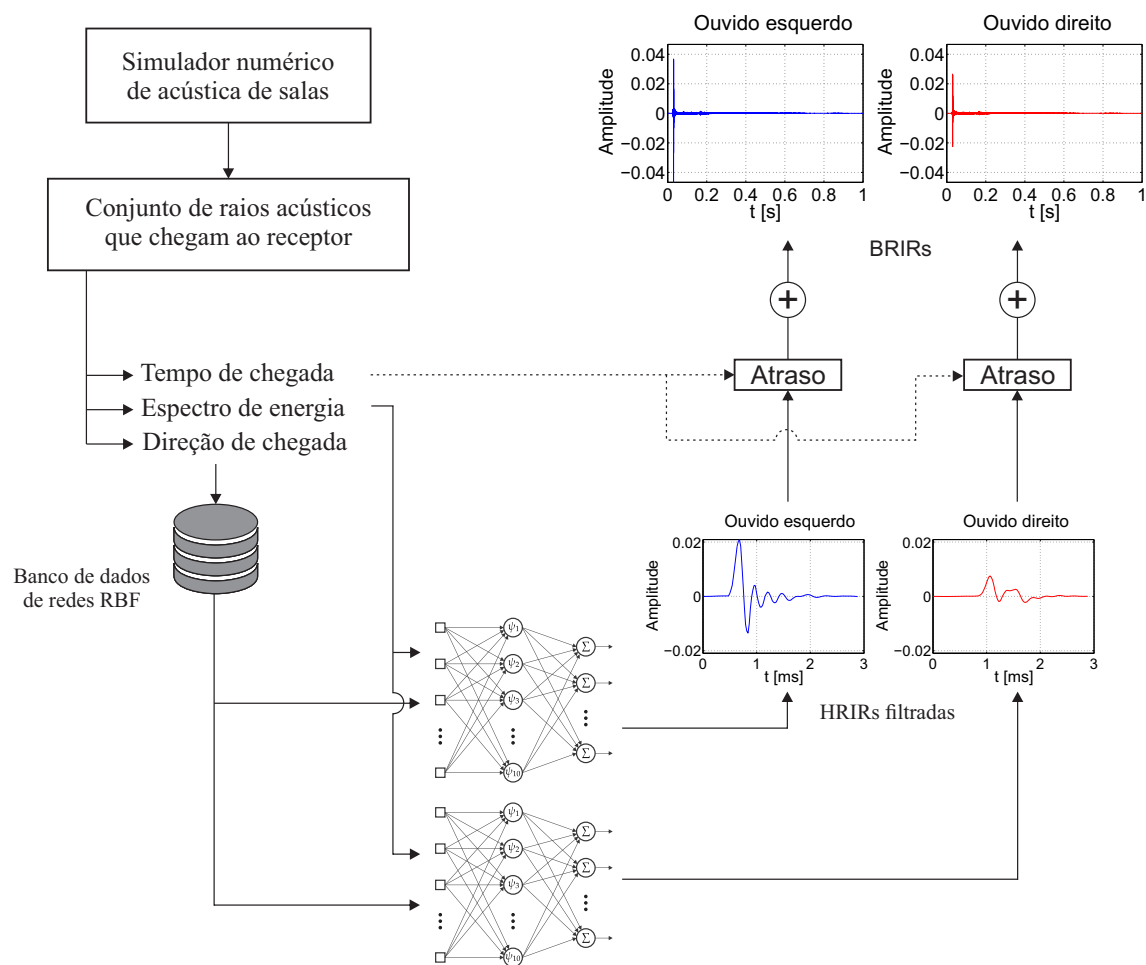 Simulador numérico
de acústica de salas
Conjunto de raios acústicos
que chegam ao receptor
Tempo de chegada
Espectro de energia
Direção de chegada
Banco de dados
de redes RBF
Ouvido esquerdo
Amplitude
0.04
0.02
0
−0.02
−0.04
0 0.2 0.4 0.6 0.8 1
t [s]
Ouvido direito
Amplitude
0.04
0.02
0
−0.02
−0.04
0 0.2 0.4 0.6 0.8 1
t [s]
BRIRs
+
+
Atraso
Atraso
Ouvido esquerdo
Amplitude
0.02
0
−0.02
0 1 2 3
t [ms]
Ouvido direito
Amplitude
0.02
0
−0.02
0 1 2 3
t [ms]
HRIRs filtradas
ψ1
ψ2
ψ3
ψ10
Σ
Σ
Σ
ψ1
ψ2
ψ3
ψ10
Σ
Σ
Σ